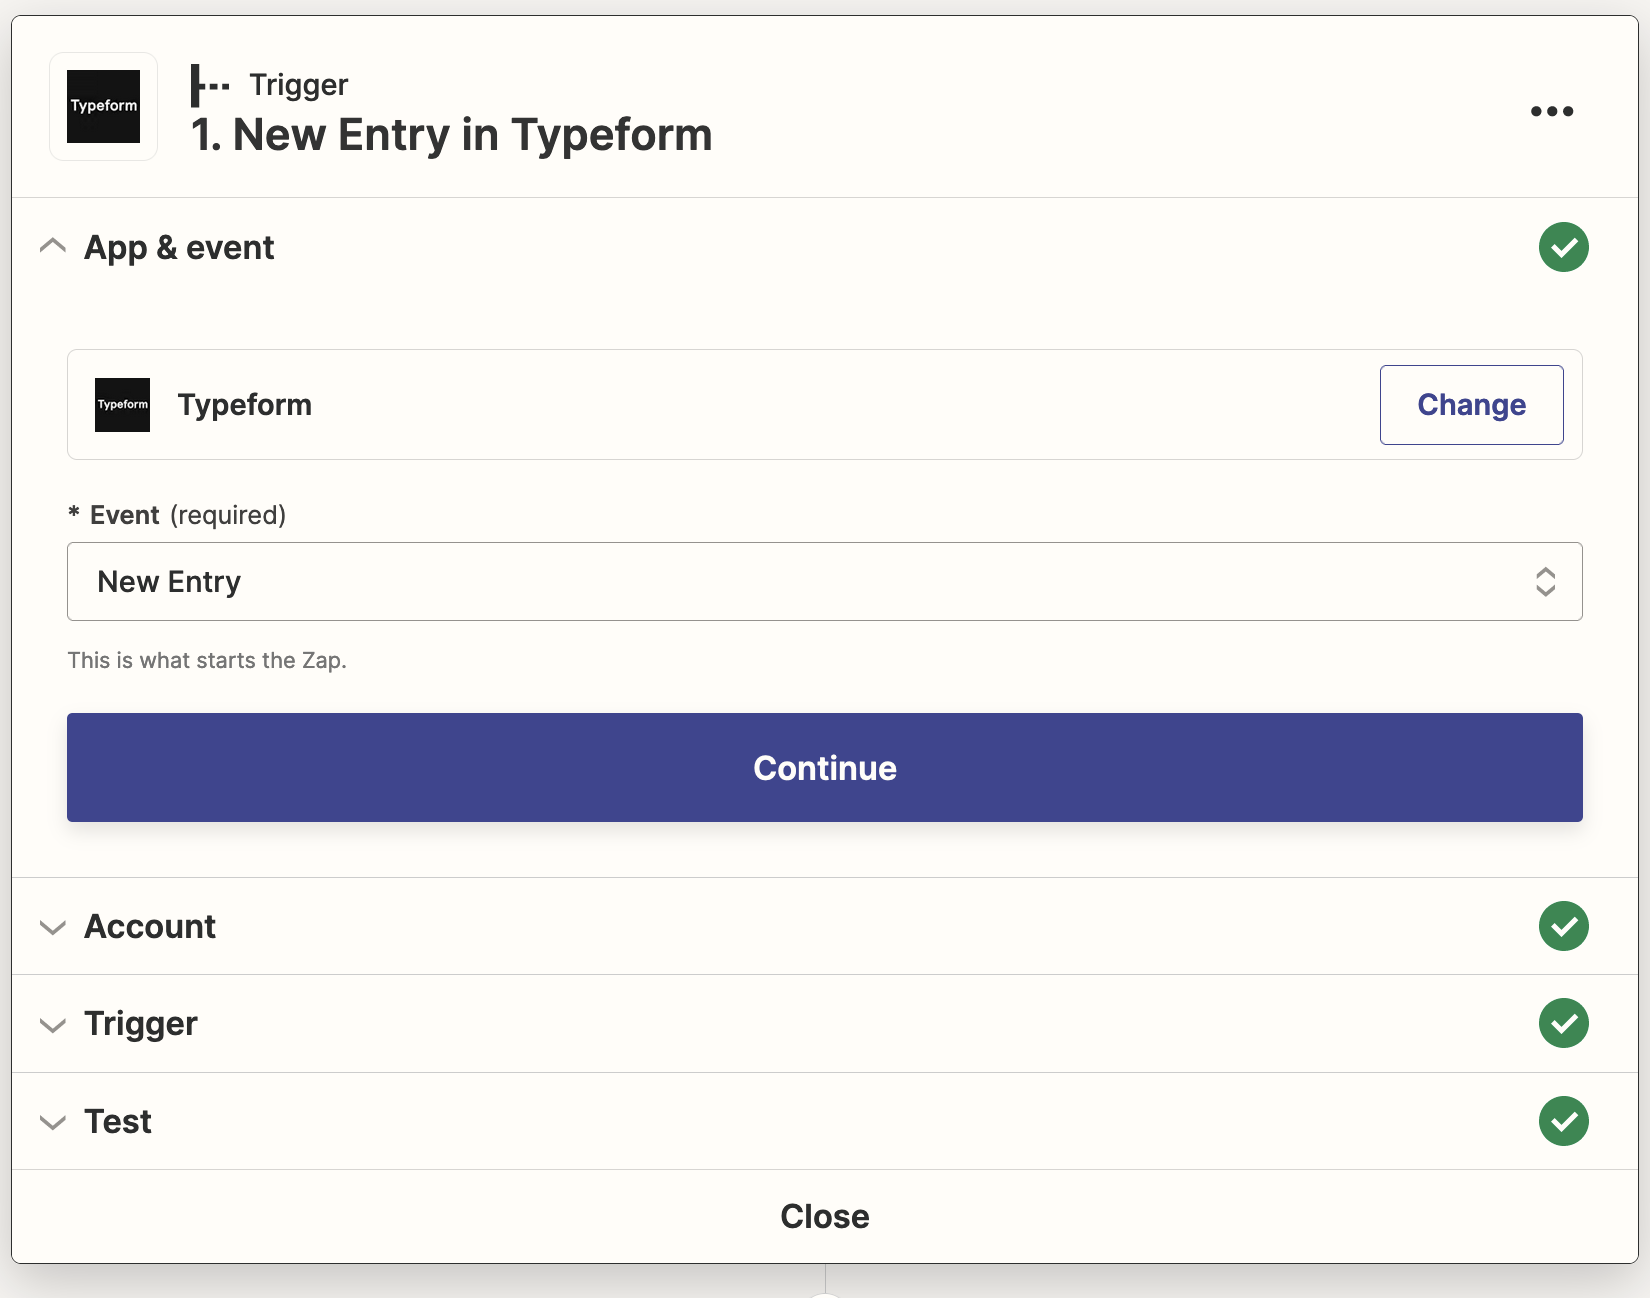 Typeform
Trigger
1. New Entry in Typeform
App & event
Typeform
Typeform
Change
* Event (required)
New Entry
This is what starts the Zap.
Continue
Account
Trigger
Test
Close